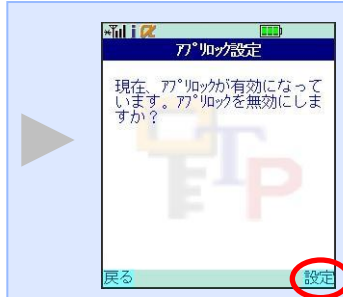 i α
ｱﾌﾟﾘﾛｯｸ設定
現在、ｱﾌﾟﾘﾛｯｸが有効になって
います。ｱﾌﾟﾘﾛｯｸを無効にしま
すか？
TP
戻る 設定